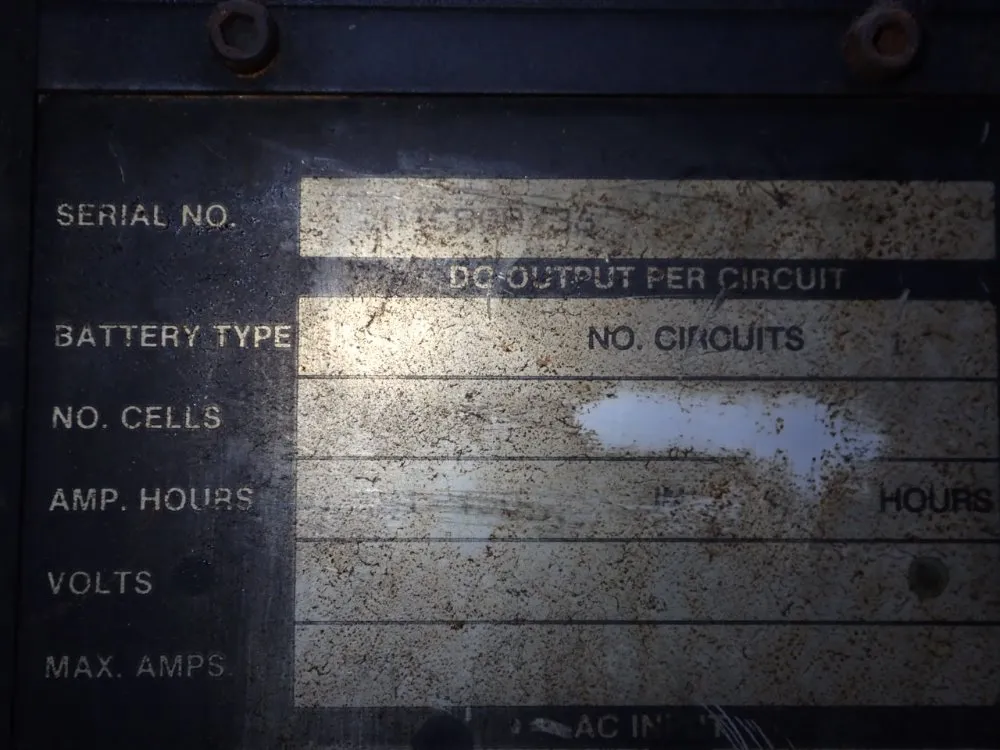 SERIAL NO.
DC OUTPUT PER CIRCUIT
BATTERY TYPE NO. CIRCUITS
NO. CELLS
AMP. HOURS HOURS
VOLTS
MAX. AMPS.
AC